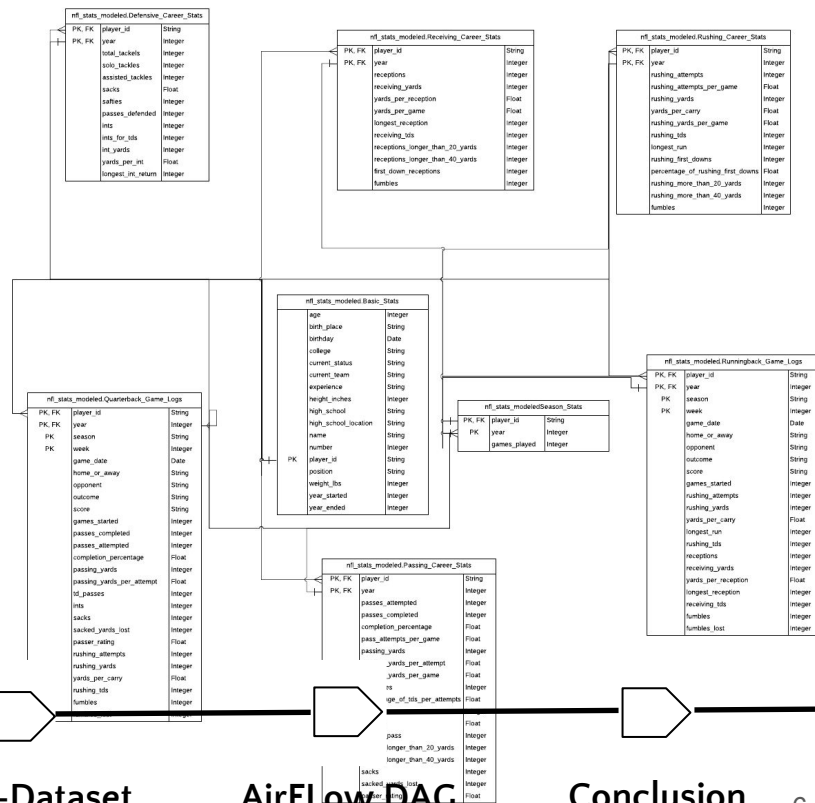 nfl_stats_modeled.Defensive_Career_Stats
PK, FK player_id String
PK, FK year Integer
total_tackels Integer
solo_tackles Integer
assisted_tackles Integer
sacks Float
safties Integer
passes_defended Integer
ints Integer
ints_for_tds Integer
int_yards Integer
yards_per_int Float
longest_int_return Integer
nfl_stats_modeled.Receiving_Career_Stats
PK, FK player_id String
PK, FK year Integer
receptions Integer
receiving_yards Integer
yards_per_reception Float
yards_per_game Float
longest_reception Integer
receiving_tds Integer
receptions_longer_than_20_yards Integer
receptions_longer_than_40_yards Integer
first_down_receptions Integer
fumbles Integer
nfl_stats_modeled.Rushing_Career_Stats
PK, FK player_id String
PK, FK year Integer
rushing_attempts Integer
rushing_attempts_per_game Float
rushing_yards Integer
yards_per_carry Float
rushing_yards_per_game Float
rushing_tds Integer
longest_run Integer
rushing_first_downs Integer
percentage_of_rushing_first_downs Float
rushing_more_than_20_yards Integer
rushing_more_than_40_yards Integer
fumbles Integer
nfl_stats_modeled.Basic_Stats
age Integer
birth_place String
birthday Date
college String
current_status String
current_team String
experience String
height_inches Integer
high_school String
high_school_location String
name String
number Integer
PK player_id String
position String
weight_lbs Integer
year_started Integer
year_ended Integer
nfl_stats_modeledSeason_Stats
PK, FK player_id String
PK year Integer
games_played Integer
nfl_stats_modeled.Runningback_Game_Logs
PK, FK player_id String
PK, FK year Integer
PK season String
PK week Integer
game_date Date
home_or_away String
opponent String
outcome String
score String
games_started Integer
rushing_attempts Integer
rushing_yards Integer
yards_per_carry Float
longest_run Integer
rushing_tds Integer
receptions Integer
receiving_yards Integer
yards_per_reception Float
longest_reception Integer
receiving_tds Integer
fumbles Integer
fumbles_lost Integer
nfl_stats_modeled.Quarterback_Game_Logs
PK, FK player_id String
PK, FK year Integer
PK season String
PK week Integer
game_date Date
home_or_away String
opponent String
outcome String
score String
games_started Integer
passes_completed Integer
passes_attempted Integer
completion_percentage Float
passing_yards Integer
passing_yards_per_attempt Float
td_passes Integer
ints Integer
sacks Integer
sacked_yards_lost Integer
passer_rating Float
rushing_attempts Integer
rushing_yards Integer
yards_per_carry Float
rushing_tds Integer
fumbles Integer
nfl_stats_modeled.Passing_Career_Stats
PK, FK player_id String
PK, FK year Integer
passes_attempted Integer
passes_completed Integer
completion_percentage Float
pass_attempts_per_game Float
passing_yards Integer
_yards_per_attempt Float
_yards_per_game Float
es Integer
ge_of_tds_per_attempts Float
Float
pass Integer
longer_than_20_yards Integer
longer_than_40_yards Integer
sacks Integer
sacked_yards_lost Integer
Float
-Dataset AirFLow DAG Conclusion 6